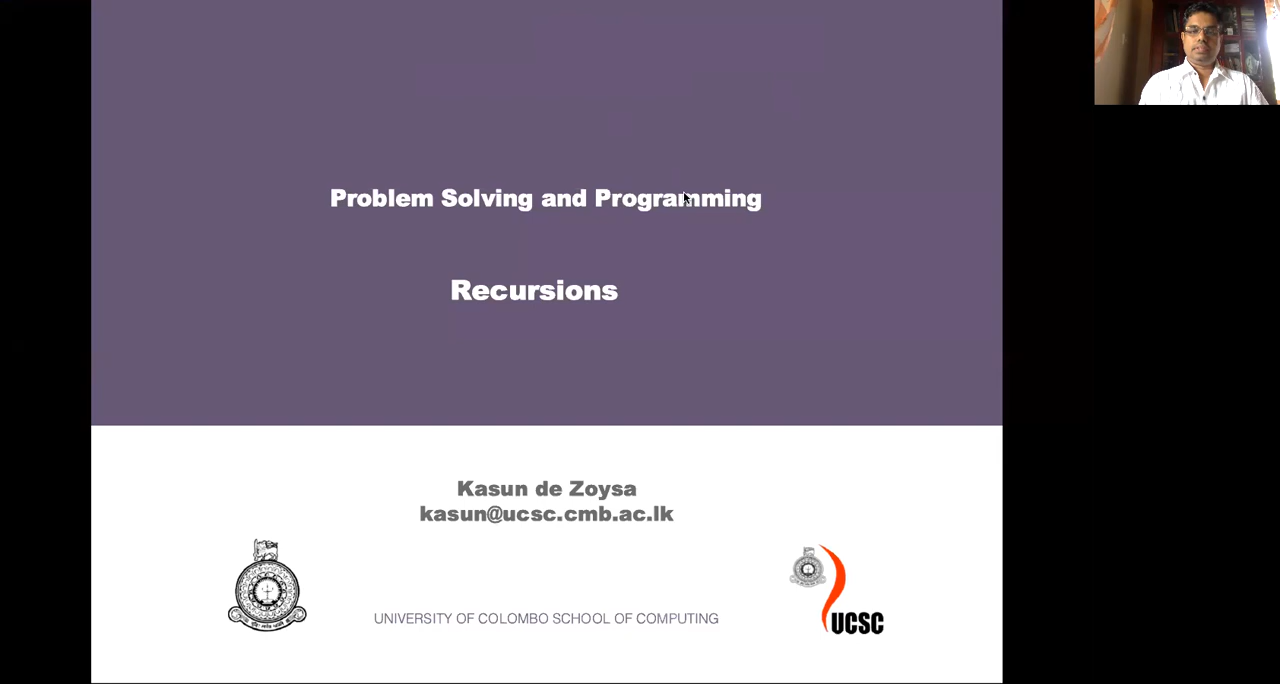 Problem Solving and Programming
Recursions
Kasun de Zoysa
kasun@ucsc.cmb.ac.lk
UNIVERSITY OF COLOMBO SCHOOL OF COMPUTING
UCSC